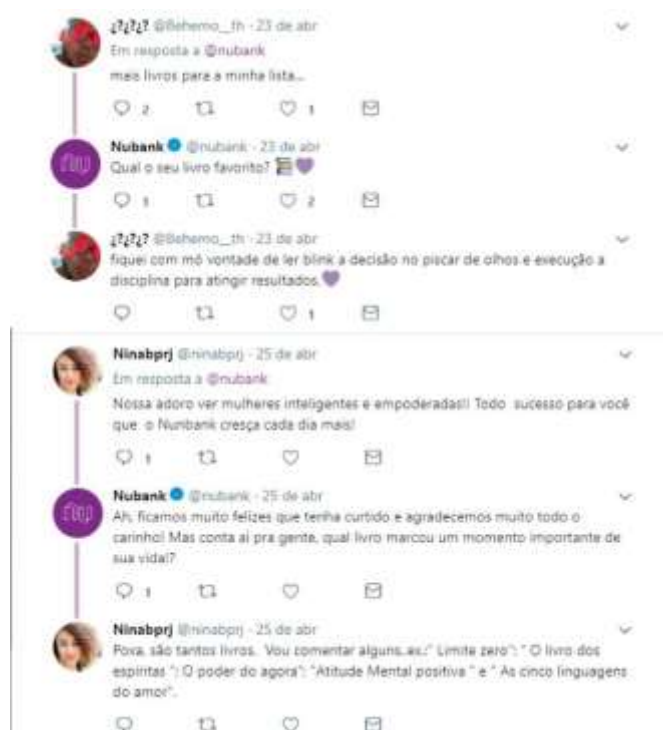 ¿?¿?¿? @Behemo__th · 23 de abr
Em resposta a @nubank
mais livros para a minha lista...
2 1
Nubank @nubank · 23 de abr
Qual o seu livro favorito?
1 2
¿?¿?¿? @Behemo__th · 23 de abr
fiquei com mó vontade de ler blink a decisão no piscar de olhos e execução a
disciplina para atingir resultados.
1
Ninabprj @ninabprj · 25 de abr
Em resposta a @nubank
Nossa adoro ver mulheres inteligentes e empoderadas!! Todo sucesso para você
que o Nunbank cresça cada dia mais!
1
Nubank @nubank · 25 de abr
Ah, ficamos muito felizes que tenha curtido e agradecemos muito todo o
carinho! Mas conta ai pra gente, qual livro marcou um momento importante de
sua vida!?
1
Ninabprj @ninabprj · 25 de abr
Poxa, são tantos livros. Vou comentar alguns..ex.:" Limite zero"; " O livro dos
espíritas "; O poder do agora"; "Atitude Mental positiva " e " As cinco linguagens
do amor".